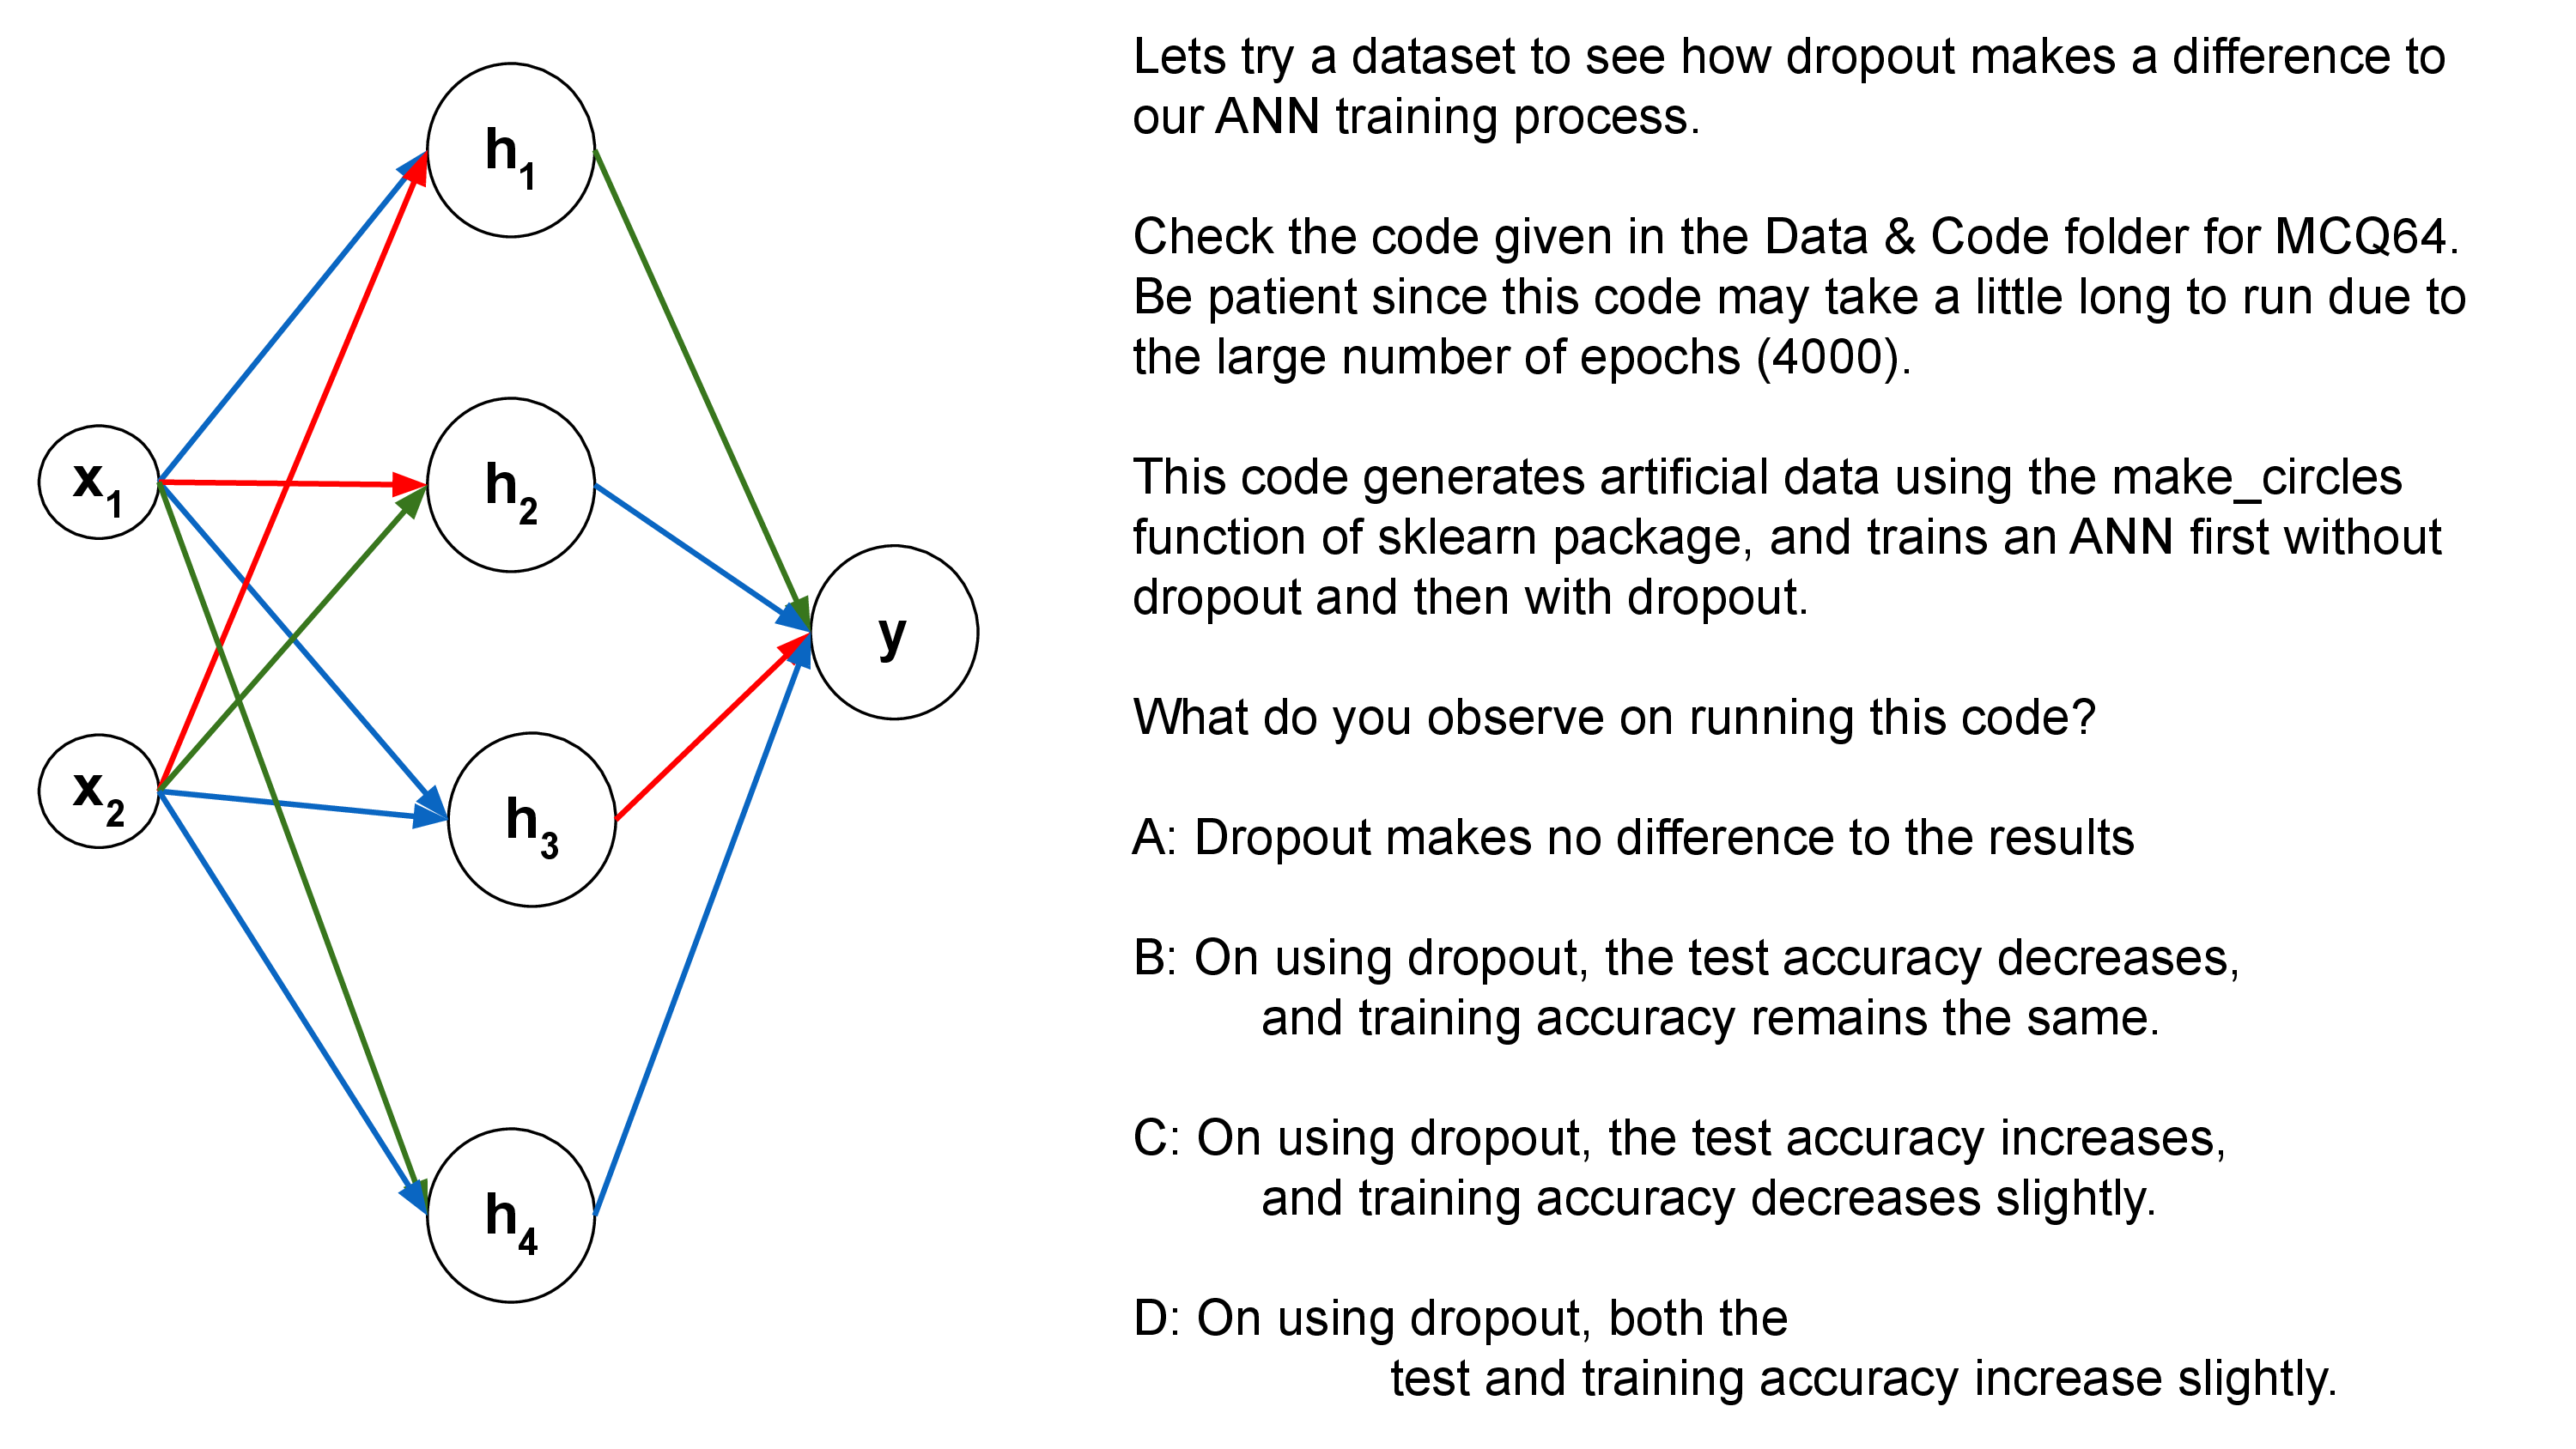 h1
h2
h3
h4
x1
x2
y
Lets try a dataset to see how dropout makes a difference to
our ANN training process.
Check the code given in the Data & Code folder for MCQ64.
Be patient since this code may take a little long to run due to
the large number of epochs (4000).
This code generates artificial data using the make_circles
function of sklearn package, and trains an ANN first without
dropout and then with dropout.
What do you observe on running this code?
A: Dropout makes no difference to the results
B: On using dropout, the test accuracy decreases,
and training accuracy remains the same.
C: On using dropout, the test accuracy increases,
and training accuracy decreases slightly.
D: On using dropout, both the
test and training accuracy increase slightly.